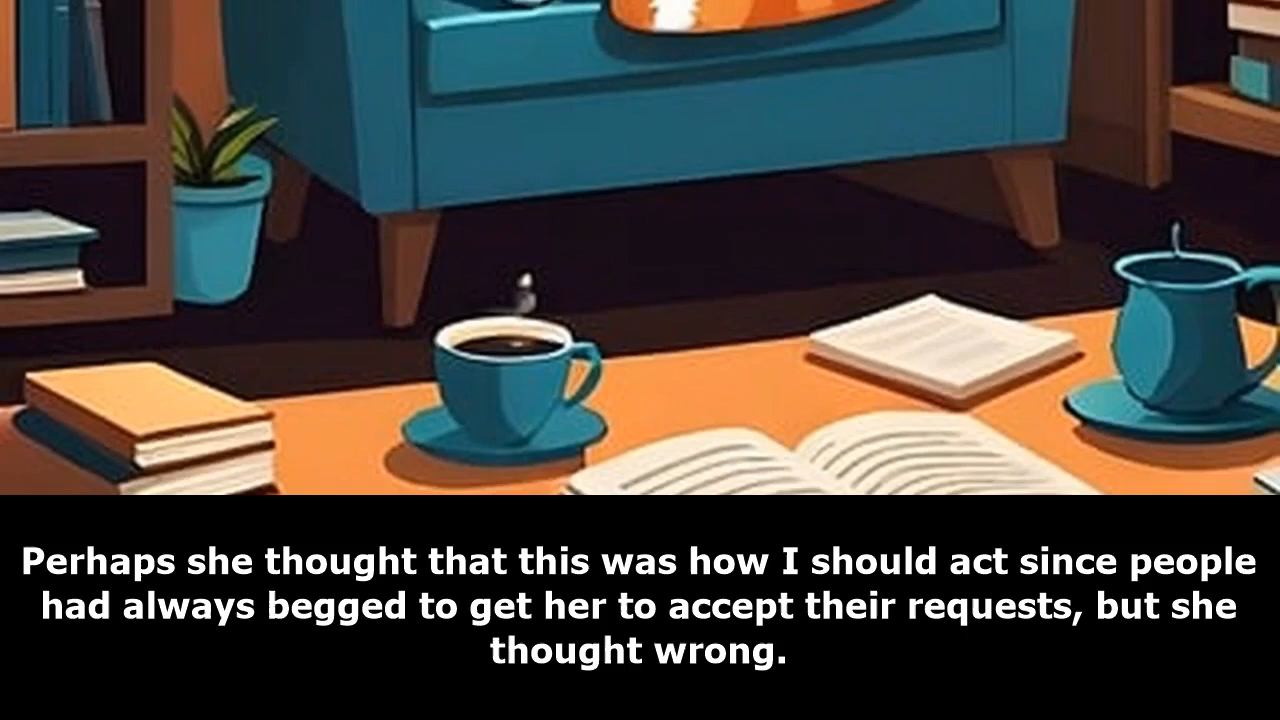 Perhaps she thought that this was how I should act since people
had always begged to get her to accept their requests, but she
thought wrong.